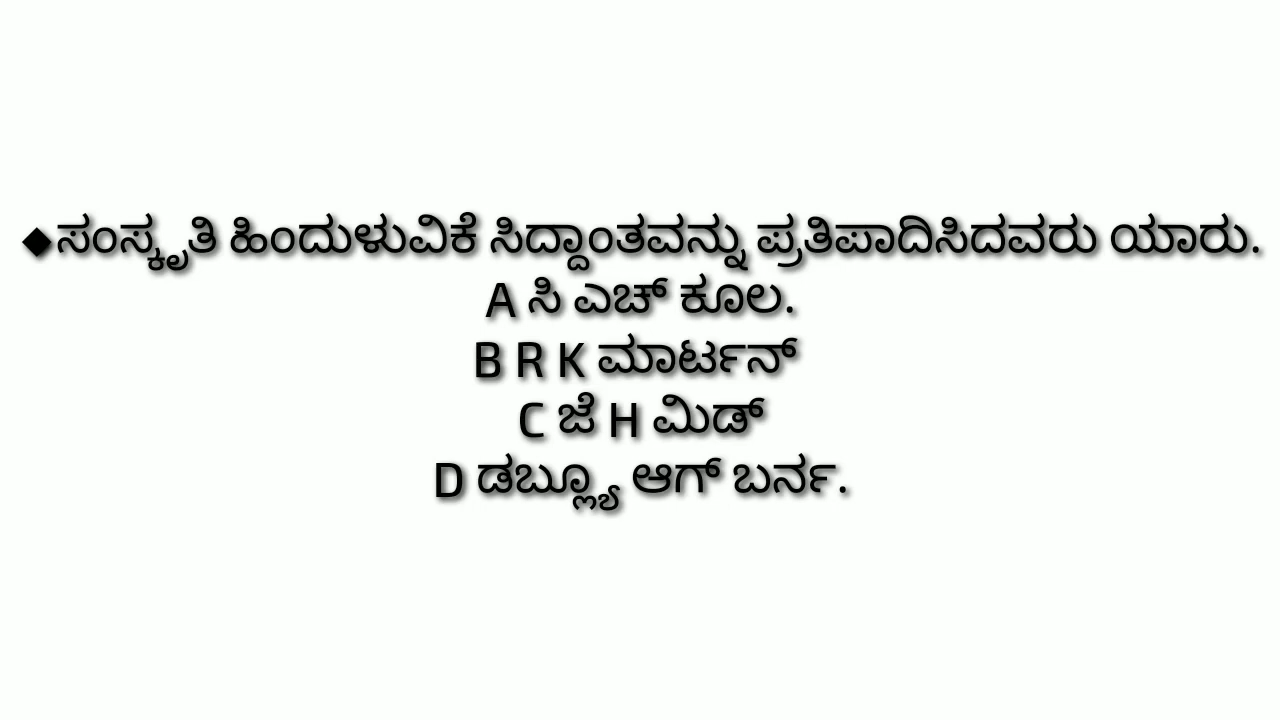 ◆ಸಂಸ್ಕೃತಿ ಹಿಂದುಳುವಿಕೆ ಸಿದ್ದಾಂತವನ್ನು ಪ್ರತಿಪಾದಿಸಿದವರು ಯಾರು.
A ಸಿ ಎಚ್ ಕೂಲ.
B R K ಮಾರ್ಟನ್
C ಜೆ H ಮಿಡ್
D ಡಬ್ಲ್ಯೂ ಆಗ್ ಬರ್ನ.